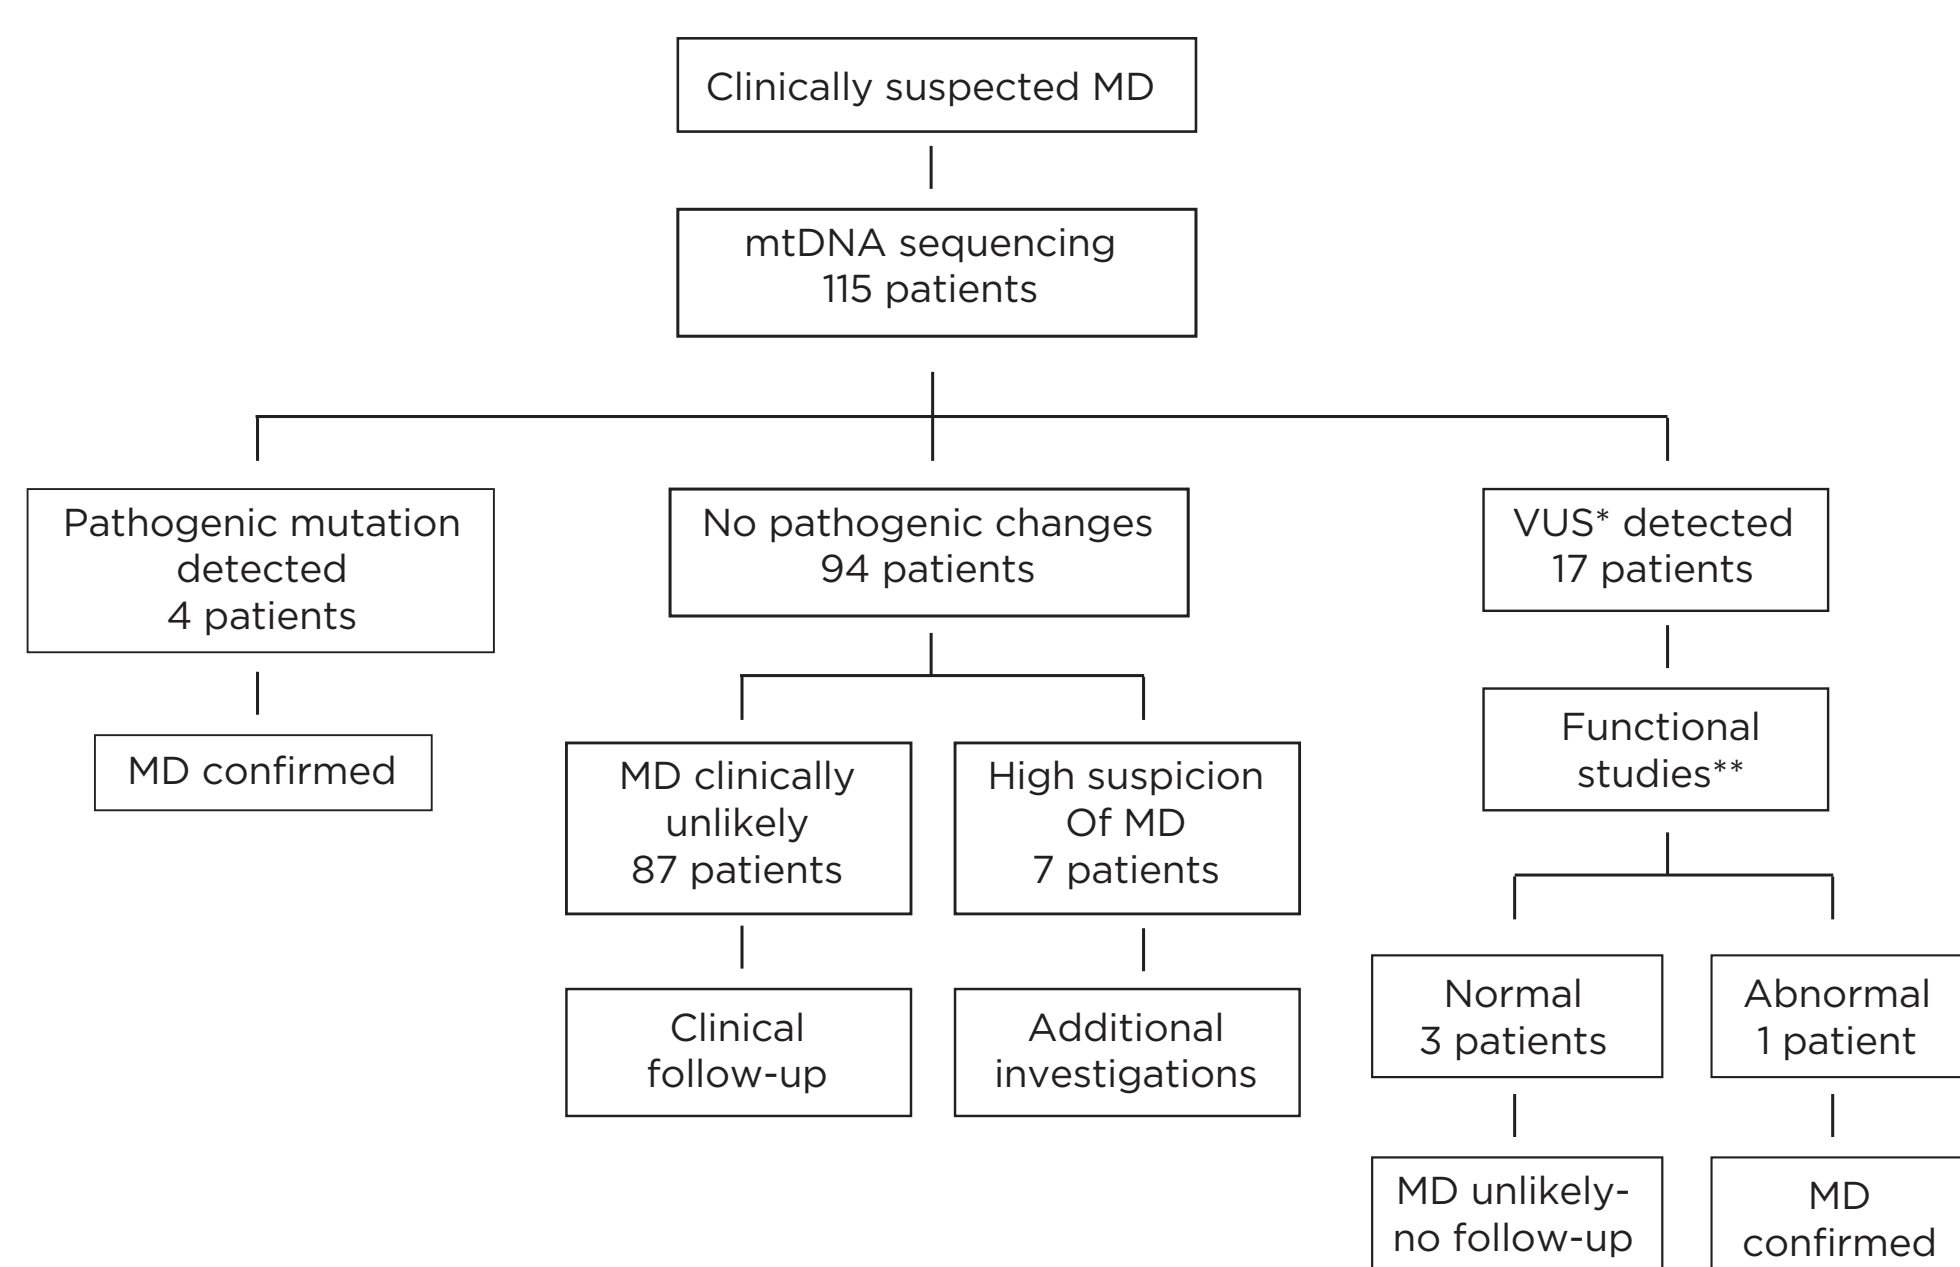 Clinically suspected MD
mtDNA sequencing
115 patients
Pathogenic mutation
detected
4 patients
No pathogenic changes
94 patients
VUS* detected
17 patients
MD confirmed
MD clinically
unlikely
87 patients
High suspicion
Of MD
7 patients
Functional
studies**
Clinical
follow-up
Additional
investigations
Normal
3 patients
Abnormal
1 patient
MD unlikely-
no follow-up
MD
confirmed